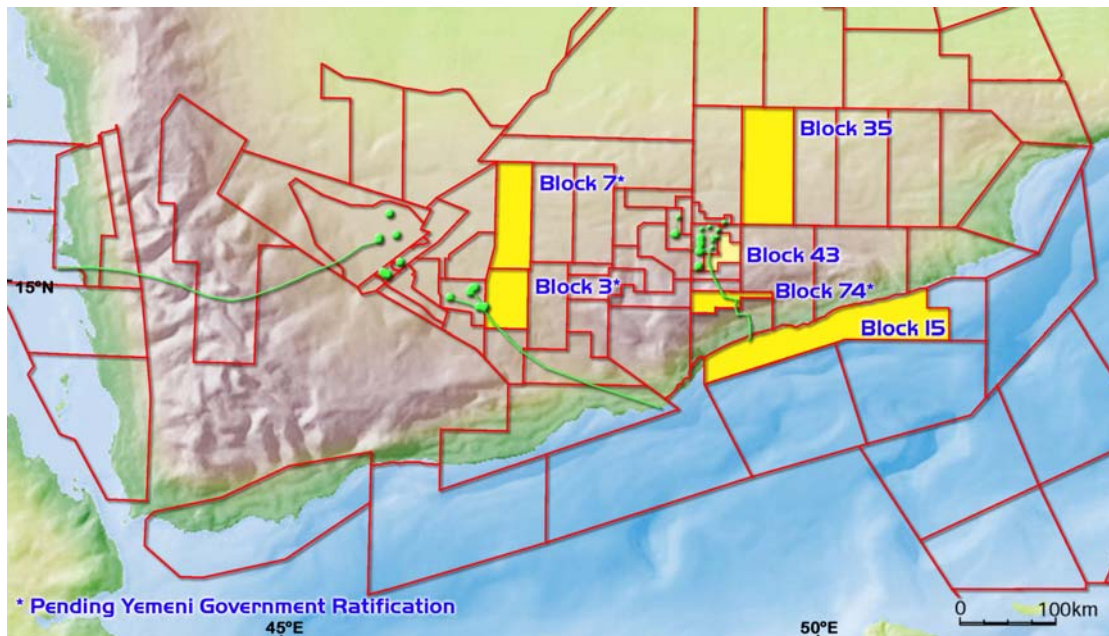 Block 35
Block 7*
Block 43
15°N
Block 3*
Block 74*
Block 15
* Pending Yemeni Government Ratification
0 100km
45°E
50°E